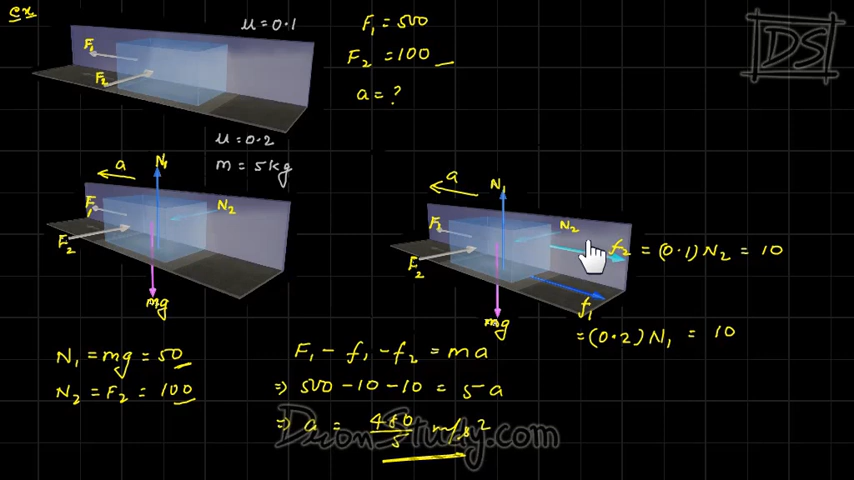 Ex
μ = 0.1
F₁ = 500
F₂ = 100
a = ?
DS
F₁
F₂
μ = 0.2
m = 5kg
a
N₁
N₂
F₁
F₂
mg
a
N₁
N₂
F₁
F₂
mg
f₂ = (0.1) N₂ = 10
f₁
= (0.2) N₁ = 10
N₁ = mg = 50
N₂ = F₂ = 100
F₁ - f₁ - f₂ = ma
⇒ 500 - 10 - 10 = 5a
⇒ a = 480/5 m/s²
DronStudy.com